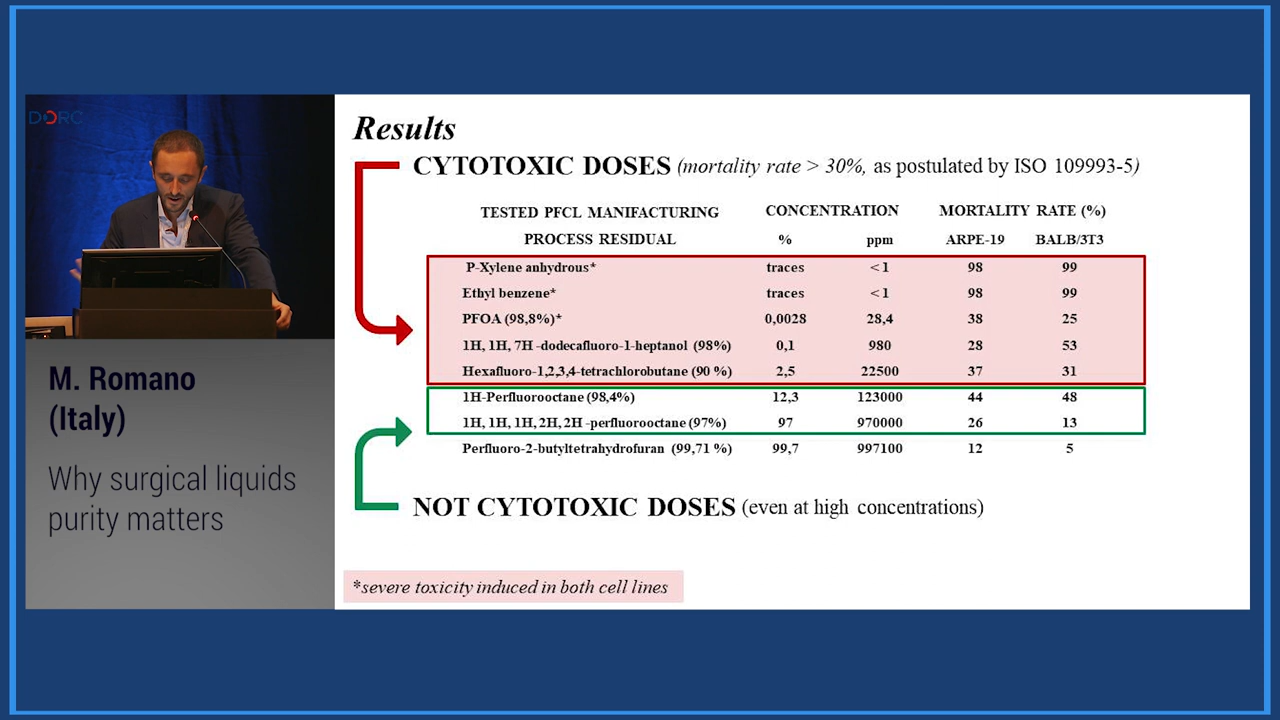 DORC
M. Romano
(Italy)
Why surgical liquids
purity matters
Results
CYTOTOXIC DOSES (mortality rate > 30%, as postulated by ISO 109993-5)
TESTED PFCL MANIFACTURING PROCESS RESIDUAL CONCENTRATION MORTALITY RATE (%)
% ppm ARPE-19 BALB/3T3
P-Xylene anhydrous* traces <1 98 99
Ethyl benzene* traces <1 98 99
PFOA (98,8%)* 0,0028 28,4 38 25
1H, 1H, 7H -dodecafluoro-1-heptanol (98%) 0,1 980 28 53
Hexafluoro-1,2,3,4-tetrachlorobutane (90 %) 2,5 22500 37 31
1H-Perfluorooctane (98,4%) 12,3 123000 44 48
1H, 1H, 1H, 2H, 2H -perfluorooctane (97%) 97 970000 26 13
Perfluoro-2-butyltetrahydrofuran (99,71 %) 99,7 997100 12 5
NOT CYTOTOXIC DOSES (even at high concentrations)
*severe toxicity induced in both cell lines